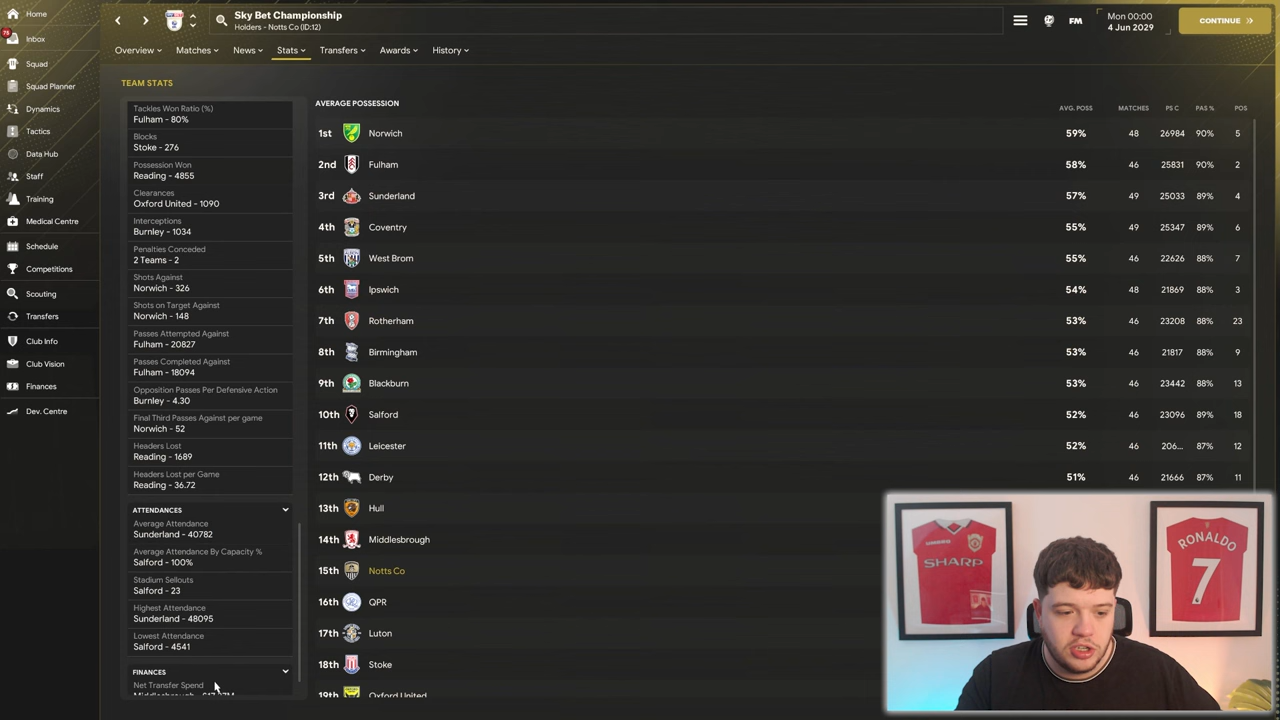 Home
Inbox
75
Squad
Squad Planner
Dynamics
Tactics
Data Hub
Staff
Training
Medical Centre
Schedule
Competitions
Scouting
Transfers
Club Info
Club Vision
Finances
Dev. Centre
Sky Bet Championship
Holders - Notts Co (ID:12)
FM
Mon 00:00
4 Jun 2029
CONTINUE
Overview
Matches
News
Stats
Transfers
Awards
History
TEAM STATS
Tackles Won Ratio (%)
Fulham - 80%
Blocks
Stoke - 276
Possession Won
Reading - 4855
Clearances
Oxford United - 1090
Interceptions
Burnley - 1034
Penalties Conceded
2 Teams - 2
Shots Against
Norwich - 326
Shots on Target Against
Norwich - 148
Passes Attempted Against
Fulham - 20827
Passes Completed Against
Fulham - 18094
Opposition Passes Per Defensive Action
Burnley - 4.30
Final Third Passes Against per game
Norwich - 52
Headers Lost
Reading - 1689
Headers Lost per Game
Reading - 36.72
ATTENDANCES
Average Attendance
Sunderland - 40782
Average Attendance By Capacity %
Salford - 100%
Stadium Sellouts
Salford - 23
Highest Attendance
Sunderland - 48095
Lowest Attendance
Salford - 4541
FINANCES
Net Transfer Spend
AVERAGE POSSESSION
AVG. POSS MATCHES PS C PAS % POS
1st Norwich 59% 48 26984 90% 5
2nd Fulham 58% 46 25831 90% 2
3rd Sunderland 57% 49 25033 89% 4
4th Coventry 55% 49 25347 89% 6
5th West Brom 55% 46 22626 88% 7
6th Ipswich 54% 48 21869 88% 3
7th Rotherham 53% 46 23208 88% 23
8th Birmingham 53% 46 21817 88% 9
9th Blackburn 53% 46 23442 88% 13
10th Salford 52% 46 23096 89% 18
11th Leicester 52% 46 206... 87% 12
12th Derby 51% 46 21666 87% 11
13th Hull
14th Middlesbrough
15th Notts Co
16th QPR
17th Luton
18th Stoke
19th Oxford United
SHARP
RONALDO
7